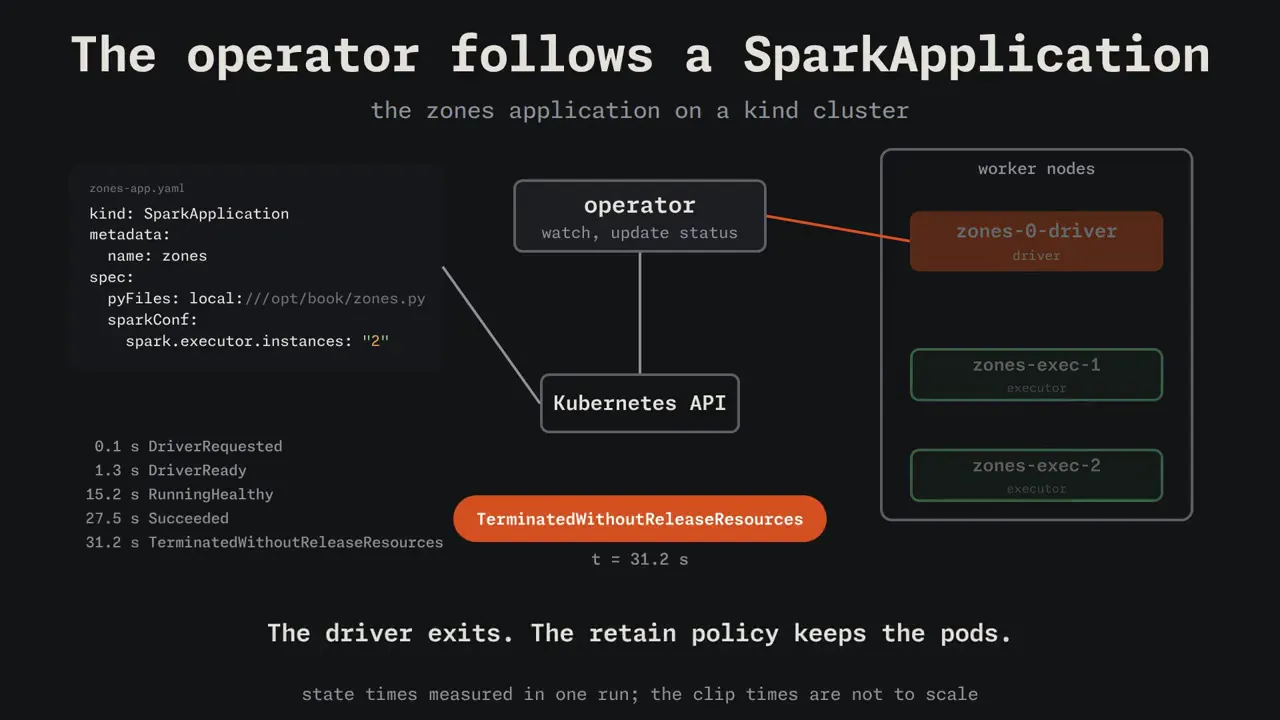 The operator follows a SparkApplication
the zones application on a kind cluster
zones-app.yaml
kind: SparkApplication
metadata:
  name: zones
spec:
  pyFiles: local:///opt/book/zones.py
  sparkConf:
    spark.executor.instances: "2"
operator
watch, update status
Kubernetes API
worker nodes
zones-0-driver
driver
zones-exec-1
executor
zones-exec-2
executor
0.1 s DriverRequested
1.3 s DriverReady
15.2 s RunningHealthy
27.5 s Succeeded
31.2 s TerminatedWithoutReleaseResources
TerminatedWithoutReleaseResources
t = 31.2 s
The driver exits. The retain policy keeps the pods.
state times measured in one run; the clip times are not to scale